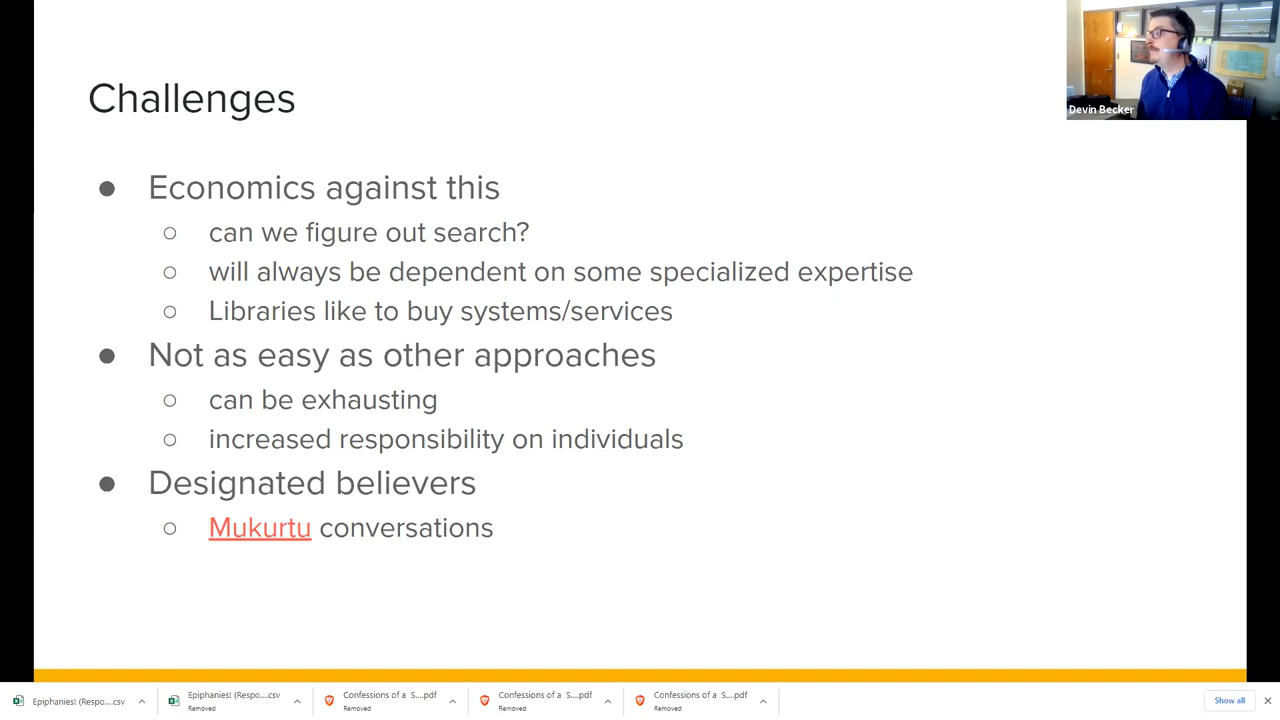 Challenges
Devin Becker
● Economics against this
○ can we figure out search?
○ will always be dependent on some specialized expertise
○ Libraries like to buy systems/services
● Not as easy as other approaches
○ can be exhausting
○ increased responsibility on individuals
● Designated believers
○ Mukurtu conversations
Epiphanies! (Respo....csv
Epiphanies! (Respo....csv
Removed
Confessions of a S....pdf
Removed
Confessions of a S....pdf
Removed
Confessions of a S....pdf
Removed
Show all